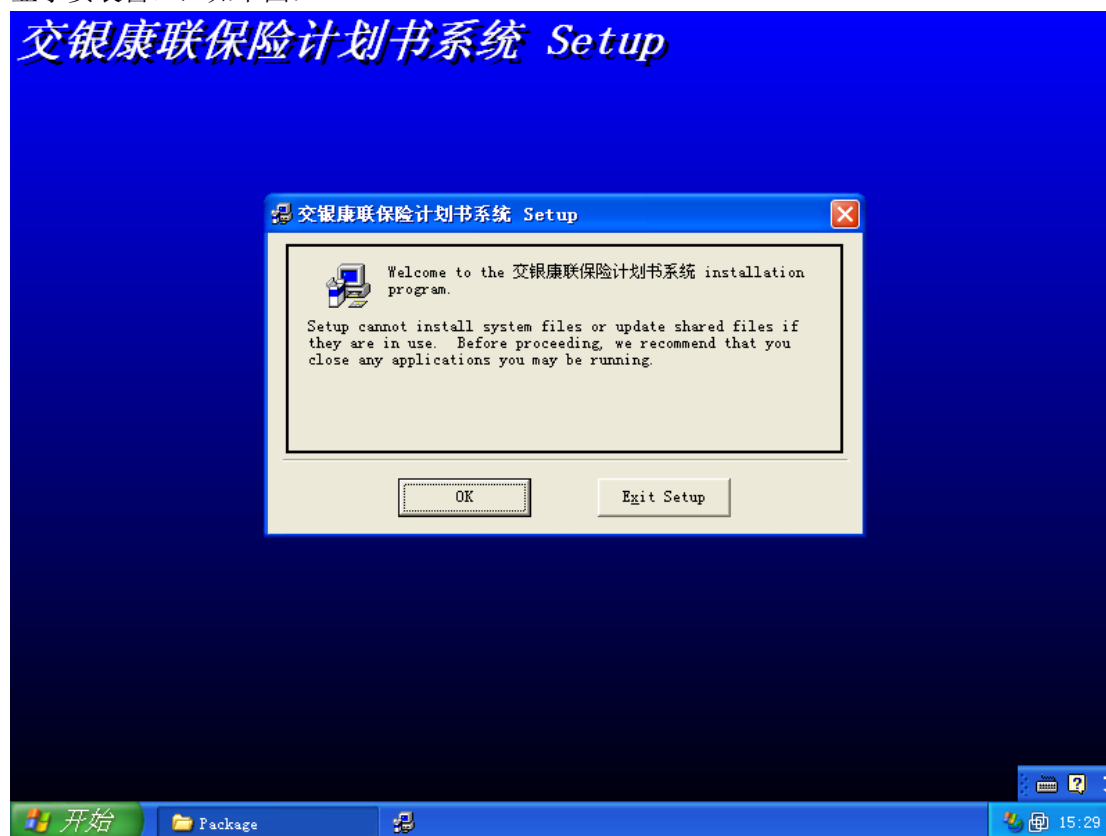 交银康联保险计划书系统 Setup
交银康联保险计划书系统 Setup
Welcome to the 交银康联保险计划书系统 installation
program.
Setup cannot install system files or update shared files if
they are in use.  Before proceeding, we recommend that you
close any applications you may be running.
OK
Exit Setup
开始
Package
15:29